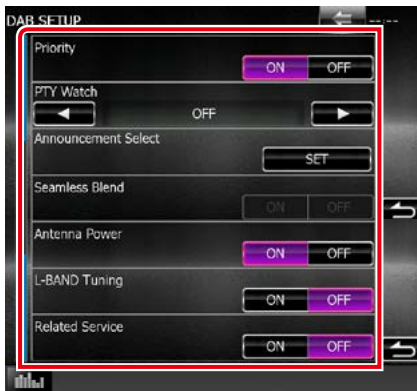 DAB SETUP --:--
Priority
ON OFF
PTY Watch
OFF
Announcement Select
SET
Seamless Blend
ON OFF
Antenna Power
ON OFF
L-BAND Tuning
ON OFF
Related Service
ON OFF